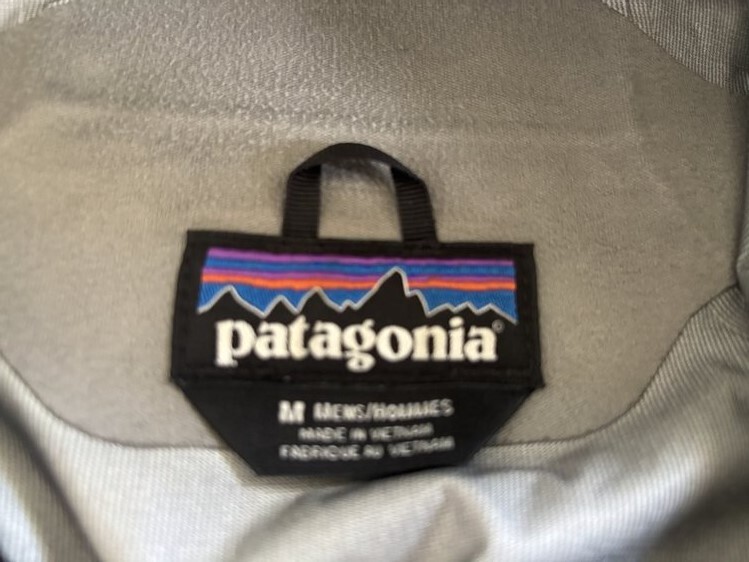 patagonia®
M MENS/HOMMES
MADE IN VIETNAM
FABRIQUÉ AU VIETNAM